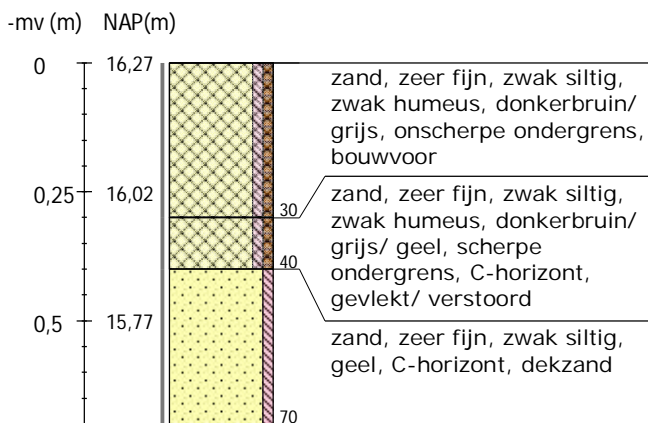 -mv (m) NAP(m)
0 16,27
zand, zeer fijn, zwak siltig,
zwak humeus, donkerbruin/
grijs, onscherpe ondergrens,
bouwvoor
0,25 16,02
30
zand, zeer fijn, zwak siltig,
zwak humeus, donkerbruin/
grijs/ geel, scherpe
ondergrens, C-horizont,
gevlekt/ verstoord
40
0,5 15,77
zand, zeer fijn, zwak siltig,
geel, C-horizont, dekzand
70